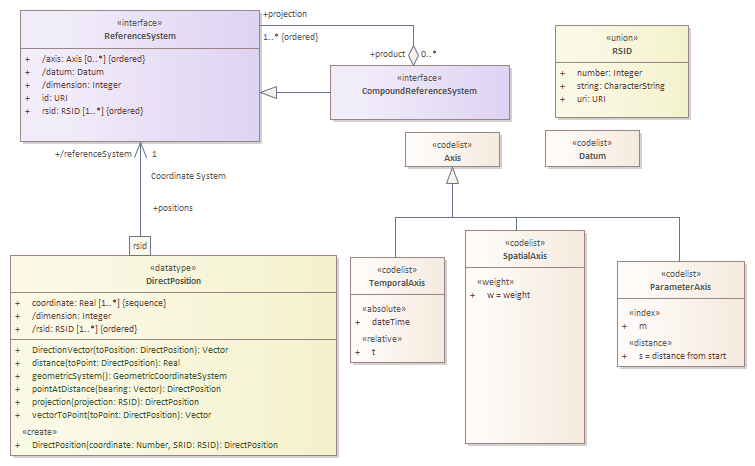 «interface»
ReferenceSystem
+ /axis: Axis [0..*] {ordered}
+ /datum: Datum
+ /dimension: Integer
+ id: URI
+ rsid: RSID [1..*] {ordered}
+projection
1..* {ordered}
+product 0..*
«interface»
CompoundReferenceSystem
«union»
RSID
+ number: Integer
+ string: CharacterString
+ uri: URI
«codelist»
Axis
«codelist»
Datum
+/referenceSystem 1
Coordinate System
+positions
rsid
«datatype»
DirectPosition
+ coordinate: Real [1..*] {sequence}
+ /dimension: Integer
+ /rsid: RSID [1..*] {ordered}
+ DirectionVector(toPosition: DirectPosition): Vector
+ distance(toPoint: DirectPosition): Real
+ geometricSystem(): GeometricCoordinateSystem
+ pointAtDistance(bearing: Vector): DirectPosition
+ projection(projection: RSID): DirectPosition
+ vectorToPoint(toPoint: DirectPosition): Vector
«create»
+ DirectPosition(coordinate: Number, SRID: RSID): DirectPosition
«codelist»
TemporalAxis
«absolute»
+ dateTime
«relative»
+ t
«codelist»
SpatialAxis
«weight»
+ w = weight
«codelist»
ParameterAxis
«index»
+ m
«distance»
+ s = distance from start